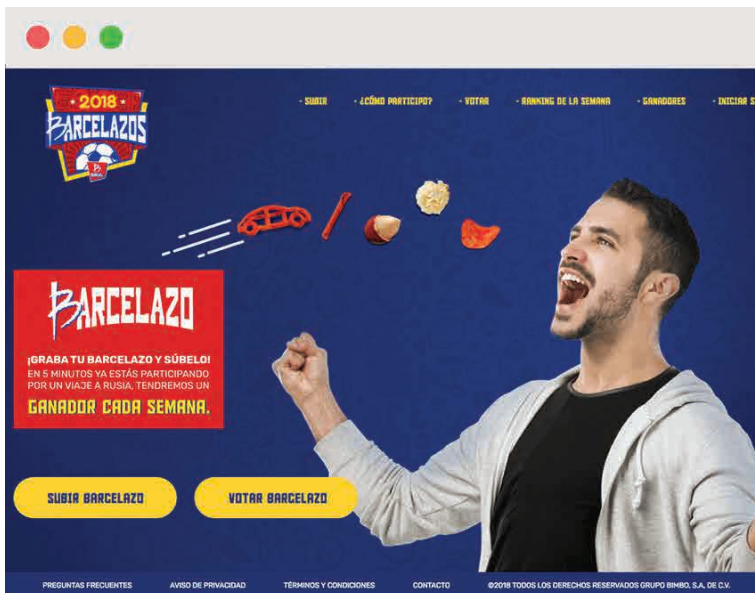 2018
BARCELAZOS
B
• SUBIR • ¿CÓMO PARTICIPO? • VOTAR • RANKING DE LA SEMANA • GANADORES • INICIAR S
BARCELAZO
¡GRABA TU BARCELAZO Y SÚBELO!
EN 5 MINUTOS YA ESTÁS PARTICIPANDO
POR UN VIAJE A RUSIA, TENDREMOS UN
GANADOR CADA SEMANA.
SUBIR BARCELAZO VOTAR BARCELAZO
PREGUNTAS FRECUENTES AVISO DE PRIVACIDAD TÉRMINOS Y CONDICIONES CONTACTO ©2018 TODOS LOS DERECHOS RESERVADOS GRUPO BIMBO, S.A, DE C.V.